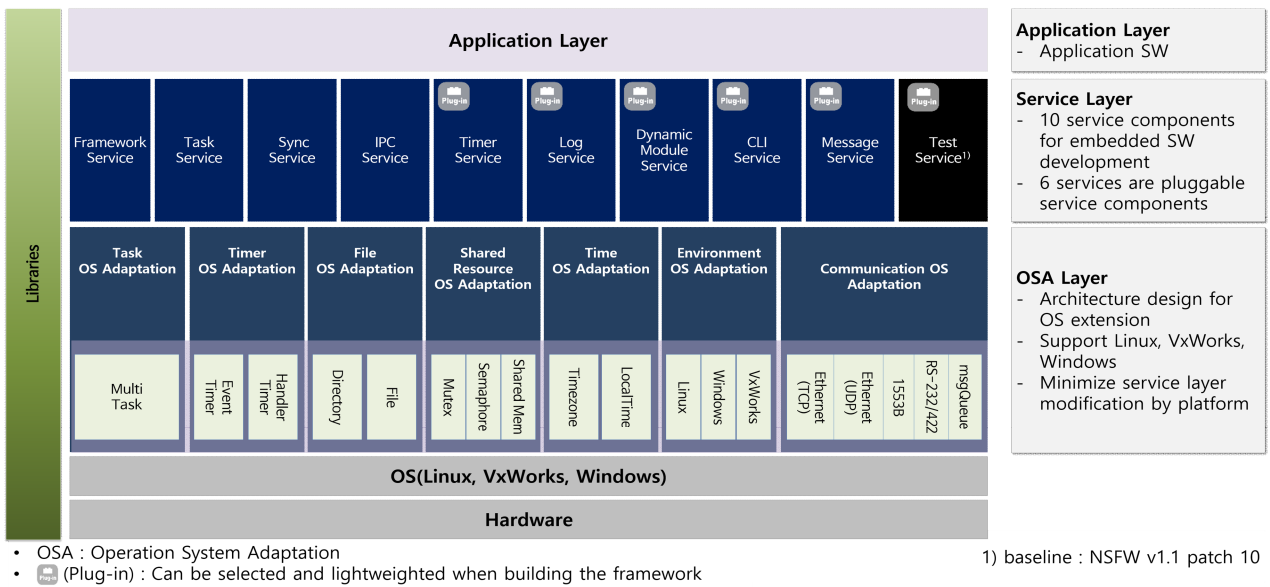 Application Layer
Framework
Service
Task
Service
Sync
Service
IPC
Service
Plug-in
Timer
Service
Plug-in
Log
Service
Plug-in
Dynamic
Module
Service
Plug-in
CLI
Service
Plug-in
Message
Service
Plug-in
Test
Service1)
Libraries
Task
OS Adaptation
Timer
OS Adaptation
File
OS Adaptation
Shared
Resource
OS Adaptation
Time
OS Adaptation
Environment
OS Adaptation
Communication OS
Adaptation
Multi
Task
Event
Timer
Handler
Timer
Directory
File
Mutex
Semaphore
Shared Mem
Timezone
LocalTime
Linux
Windows
VxWorks
Ethernet
(TCP)
Ethernet
(UDP)
1553B
RS-232/422
msgQueue
OS(Linux, VxWorks, Windows)
Hardware
Application Layer
- Application SW
Service Layer
- 10 service components
for embedded SW
development
- 6 services are pluggable
service components
OSA Layer
- Architecture design for
OS extension
- Support Linux, VxWorks,
Windows
- Minimize service layer
modification by platform
• OSA : Operation System Adaptation
• Plug-in (Plug-in) : Can be selected and lightweighted when building the framework
1) baseline : NSFW v1.1 patch 10